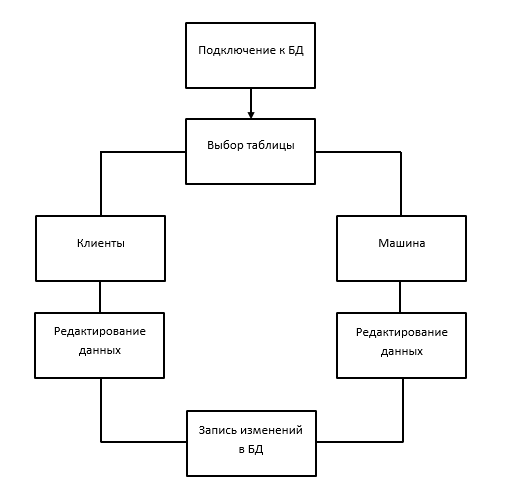 Подключение к БД
Выбор таблицы
Клиенты
Машина
Редактирование
данных
Редактирование
данных
Запись изменений
в БД